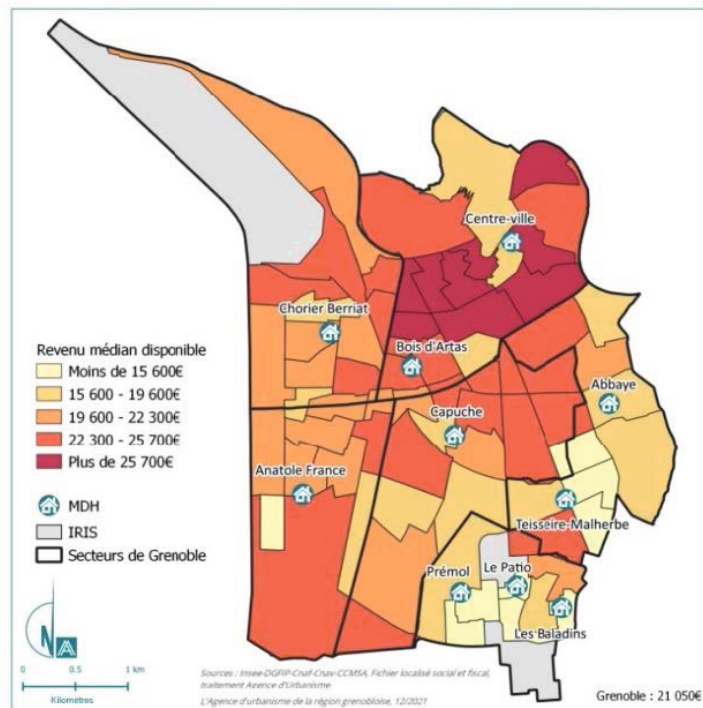 Centre-ville
Chorier Berriat
Bois d'Artas
Abbaye
Capuche
Anatole France
Teisseire-Malherbe
Prémol
Le Patio
Les Baladins
Revenu médian disponible
Moins de 15 600€
15 600 - 19 600€
19 600 - 22 300€
22 300 - 25 700€
Plus de 25 700€
MDH
IRIS
Secteurs de Grenoble
N
0 0.5 1 km
Kilomètres
Sources : Insee-DGFIP-Cnaf-Cnav-CCMSA, Fichier localisé social et fiscal,
traitement Agence d'Urbanisme
L'Agence d'urbanisme de la région grenobloise, 12/2021
Grenoble : 21 050€